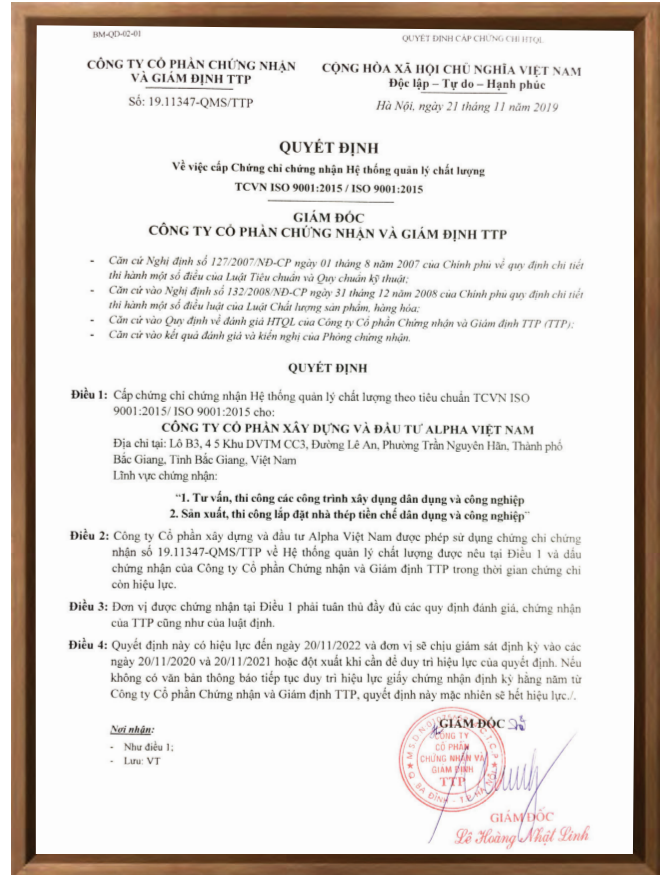 BM-QD-02-01
QUYẾT ĐỊNH CẤP CHỨNG CHỈ HTQL
CÔNG TY CỔ PHẦN CHỨNG NHẬN
VÀ GIÁM ĐỊNH TTP
Số: 19.11347-QMS/TTP
CỘNG HÒA XÃ HỘI CHỦ NGHĨA VIỆT NAM
Độc lập – Tự do – Hạnh phúc
Hà Nội, ngày 21 tháng 11 năm 2019
QUYẾT ĐỊNH
Về việc cấp Chứng chỉ chứng nhận Hệ thống quản lý chất lượng
TCVN ISO 9001:2015 / ISO 9001:2015
GIÁM ĐỐC
CÔNG TY CỔ PHẦN CHỨNG NHẬN VÀ GIÁM ĐỊNH TTP
- Căn cứ Nghị định số 127/2007/NĐ-CP ngày 01 tháng 8 năm 2007 của Chính phủ về quy định chi tiết
thi hành một số điều của Luật Tiêu chuẩn và Quy chuẩn kỹ thuật;
- Căn cứ vào Nghị định số 132/2008/NĐ-CP ngày 31 tháng 12 năm 2008 của Chính phủ quy định chi tiết
thi hành một số điều luật của Luật Chất lượng sản phẩm, hàng hóa;
- Căn cứ vào Quy định về đánh giá HTQL của Công ty Cổ phần Chứng nhận và Giám định TTP (TTP);
- Căn cứ vào kết quả đánh giá và kiến nghị của Phòng chứng nhận.
QUYẾT ĐỊNH
Điều 1: Cấp chứng chỉ chứng nhận Hệ thống quản lý chất lượng theo tiêu chuẩn TCVN ISO
9001:2015/ ISO 9001:2015 cho:
CÔNG TY CỔ PHẦN XÂY DỰNG VÀ ĐẦU TƯ ALPHA VIỆT NAM
Địa chỉ tại: Lô B3, 4 5 Khu DVTM CC3, Đường Lê An, Phường Trần Nguyên Hãn, Thành phố
Bắc Giang, Tỉnh Bắc Giang, Việt Nam
Lĩnh vực chứng nhận:
"1. Tư vấn, thi công các công trình xây dựng dân dụng và công nghiệp
2. Sản xuất, thi công lắp đặt nhà thép tiền chế dân dụng và công nghiệp"
Điều 2: Công ty Cổ phần xây dựng và đầu tư Alpha Việt Nam được phép sử dụng chứng chỉ chứng
nhận số 19.11347-QMS/TTP về Hệ thống quản lý chất lượng được nêu tại Điều 1 và dấu
chứng nhận của Công ty Cổ phần Chứng nhận và Giám định TTP trong thời gian chứng chỉ
còn hiệu lực.
Điều 3: Đơn vị được chứng nhận tại Điều 1 phải tuân thủ đầy đủ các quy định đánh giá, chứng nhận
của TTP cũng như của luật định.
Điều 4: Quyết định này có hiệu lực đến ngày 20/11/2022 và đơn vị sẽ chịu giám sát định kỳ vào các
ngày 20/11/2020 và 20/11/2021 hoặc đột xuất khi cần để duy trì hiệu lực của quyết định. Nếu
không có văn bản thông báo tiếp tục duy trì hiệu lực giấy chứng nhận định kỳ hằng năm từ
Công ty Cổ phần Chứng nhận và Giám định TTP, quyết định này mặc nhiên sẽ hết hiệu lực./.
Nơi nhận:
- Như điều 1;
- Lưu: VT
GIÁM ĐỐC
CÔNG TY
CỔ PHẦN
CHỨNG NHẬN VÀ
GIÁM ĐỊNH
TTP
GIÁM ĐỐC
Lê Hoàng Nhật Linh